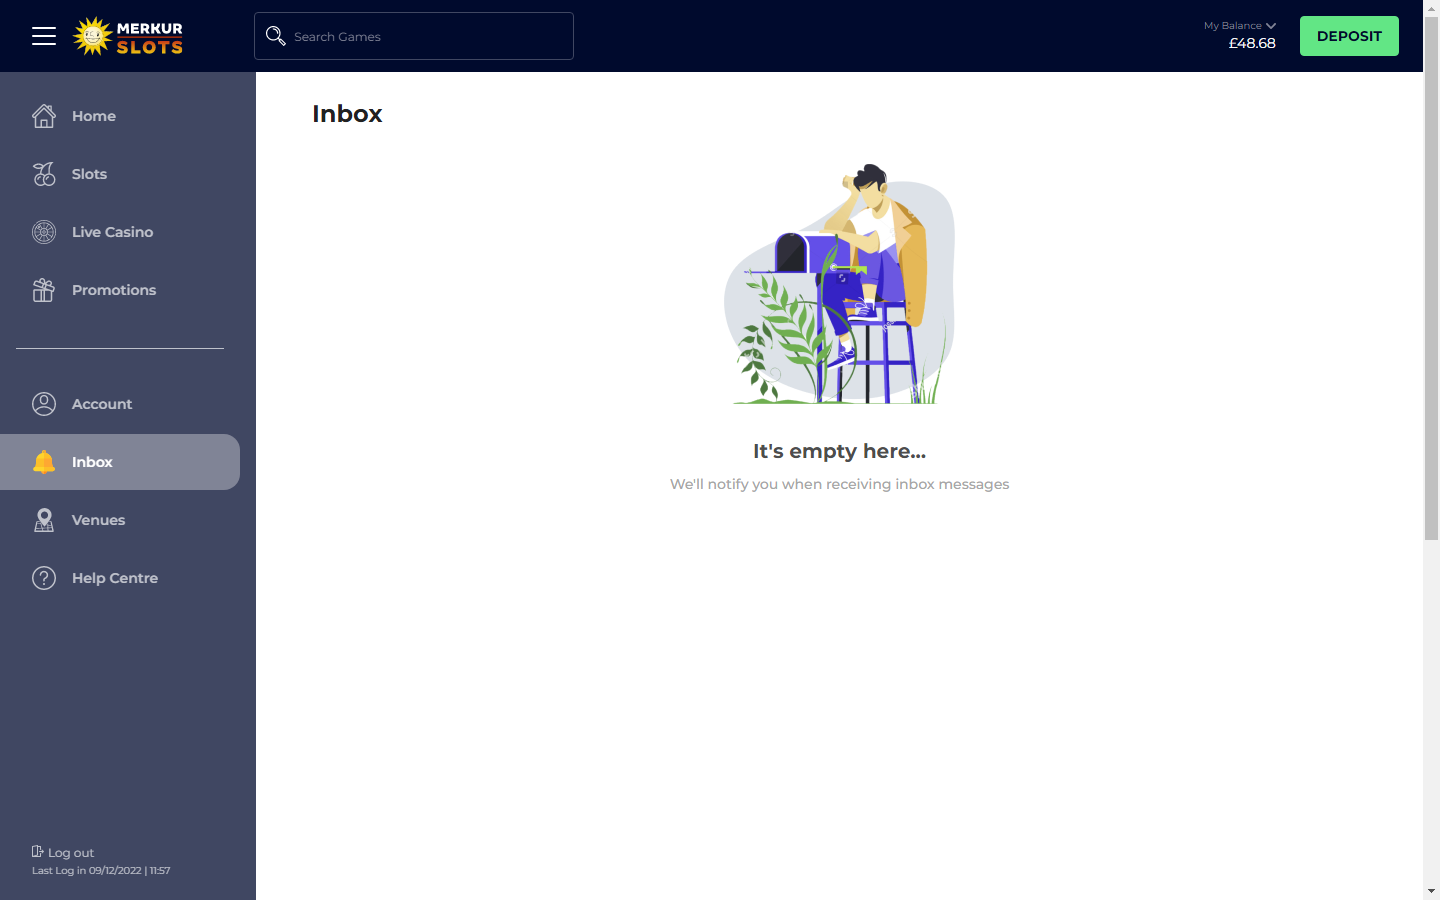 MERKUR
SLOTS
Search Games
My Balance
£48.68
DEPOSIT
Home
Slots
Live Casino
Promotions
Account
Inbox
Venues
Help Centre
Log out
Last Log in 09/12/2022 | 11:57
Inbox
It's empty here...
We'll notify you when receiving inbox messages